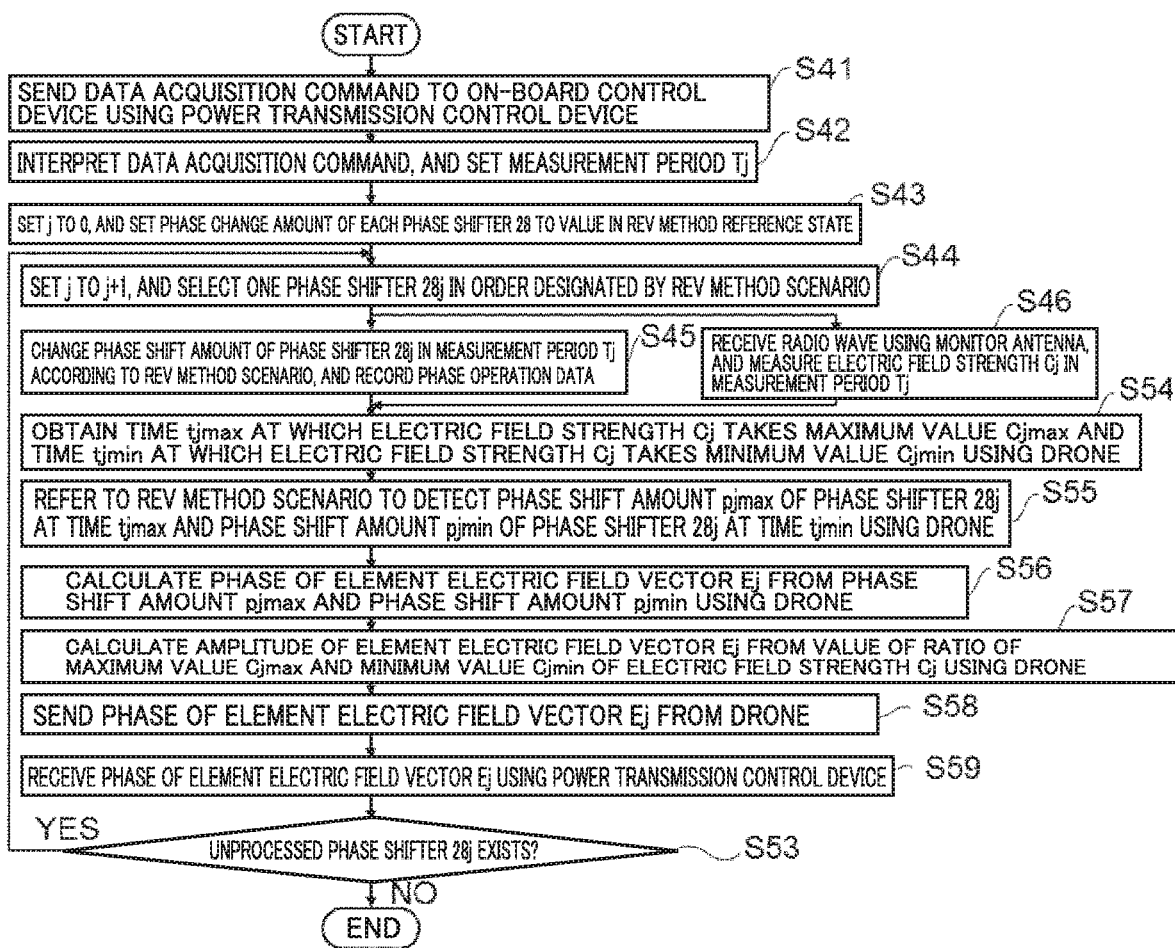 START
S41
SEND DATA ACQUISITION COMMAND TO ON-BOARD CONTROL
DEVICE USING POWER TRANSMISSION CONTROL DEVICE
S42
INTERPRET DATA ACQUISITION COMMAND, AND SET MEASUREMENT PERIOD Tj
S43
SET j TO 0, AND SET PHASE CHANGE AMOUNT OF EACH PHASE SHIFTER 28 TO VALUE IN REV METHOD REFERENCE STATE
S44
SET j TO j+1, AND SELECT ONE PHASE SHIFTER 28j IN ORDER DESIGNATED BY REV METHOD SCENARIO
S45
CHANGE PHASE SHIFT AMOUNT OF PHASE SHIFTER 28j IN MEASUREMENT PERIOD Tj
ACCORDING TO REV METHOD SCENARIO, AND RECORD PHASE OPERATION DATA
S46
RECEIVE RADIO WAVE USING MONITOR ANTENNA,
AND MEASURE ELECTRIC FIELD STRENGTH Cj IN
MEASUREMENT PERIOD Tj
S54
OBTAIN TIME tjmax AT WHICH ELECTRIC FIELD STRENGTH Cj TAKES MAXIMUM VALUE Cjmax AND
TIME tjmin AT WHICH ELECTRIC FIELD STRENGTH Cj TAKES MINIMUM VALUE Cjmin USING DRONE
S55
REFER TO REV METHOD SCENARIO TO DETECT PHASE SHIFT AMOUNT pjmax OF PHASE SHIFTER 28j
AT TIME tjmax AND PHASE SHIFT AMOUNT pjmin OF PHASE SHIFTER 28j AT TIME tjmin USING DRONE
S56
CALCULATE PHASE OF ELEMENT ELECTRIC FIELD VECTOR Ej FROM PHASE
SHIFT AMOUNT pjmax AND PHASE SHIFT AMOUNT pjmin USING DRONE
S57
CALCULATE AMPLITUDE OF ELEMENT ELECTRIC FIELD VECTOR Ej FROM VALUE OF RATIO OF
MAXIMUM VALUE Cjmax AND MINIMUM VALUE Cjmin OF ELECTRIC FIELD STRENGTH Cj USING DRONE
SEND PHASE OF ELEMENT ELECTRIC FIELD VECTOR Ej FROM DRONE
S58
RECEIVE PHASE OF ELEMENT ELECTRIC FIELD VECTOR Ej USING POWER TRANSMISSION CONTROL DEVICE
S59
YES
UNPROCESSED PHASE SHIFTER 28j EXISTS?
S53
NO
END